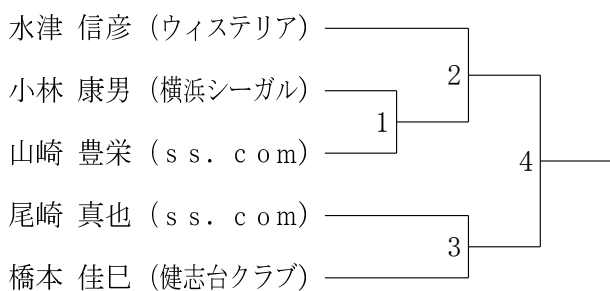 水津 信彦 (ウィステリア)
2
小林 康男 (横浜シーガル)
1
山崎 豊栄 (ss. com)
4
尾崎 真也 (ss. com)
3
橋本 佳巳 (健志台クラブ)